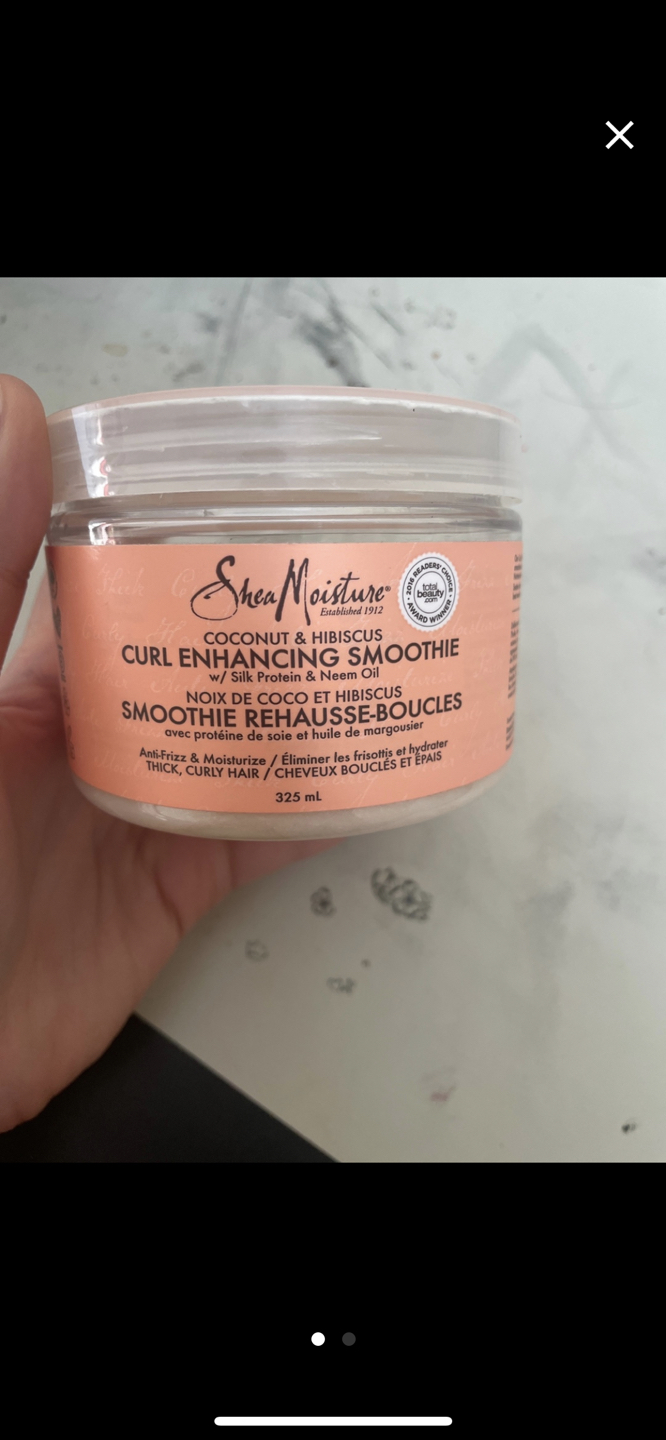 SheaMoisture®
Established 1912
2016 READERS' CHOICE
total
beauty
.com
AWARD WINNER
COCONUT & HIBISCUS
CURL ENHANCING SMOOTHIE
w/ Silk Protein & Neem Oil
NOIX DE COCO ET HIBISCUS
SMOOTHIE REHAUSSE-BOUCLES
avec protéine de soie et huile de margousier
Anti-Frizz & Moisturize / Éliminer les frisottis et hydrater
THICK, CURLY HAIR / CHEVEUX BOUCLÉS ET ÉPAIS
325 mL